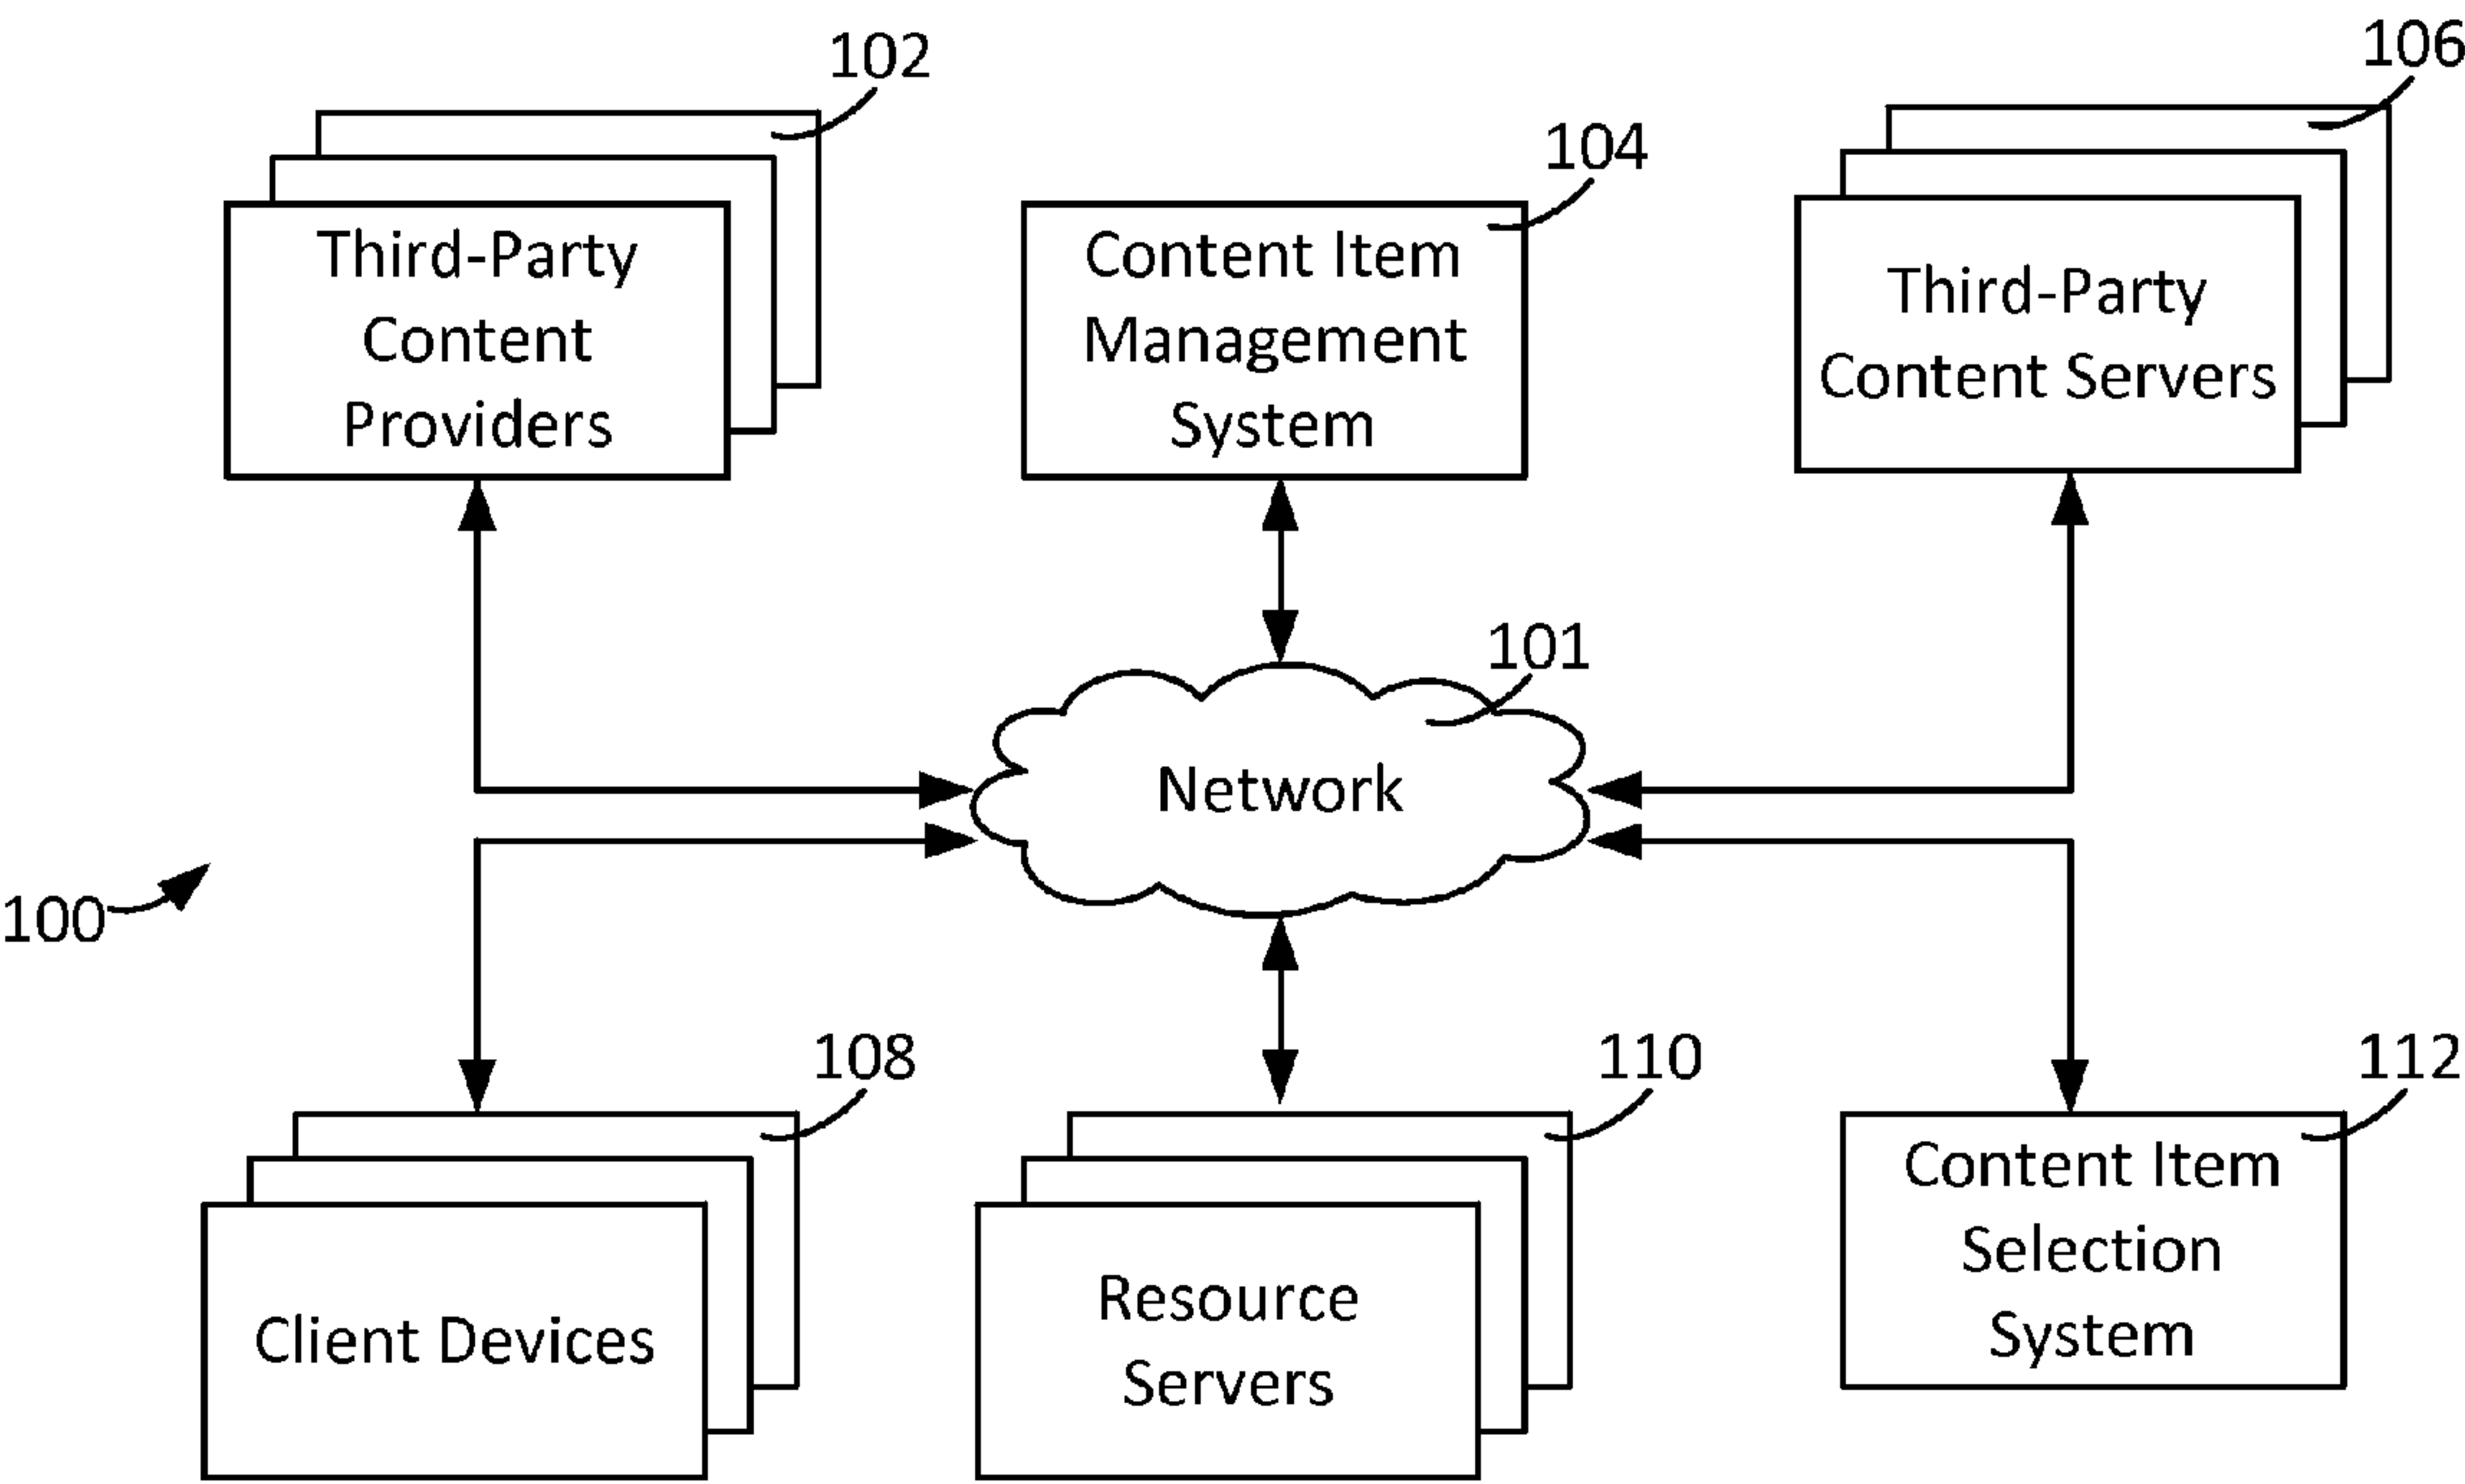 102
106
104
Third-Party
Content
Providers
Content Item
Management
System
Third-Party
Content Servers
101
Network
100
108
110
112
Client Devices
Resource
Servers
Content Item
Selection
System